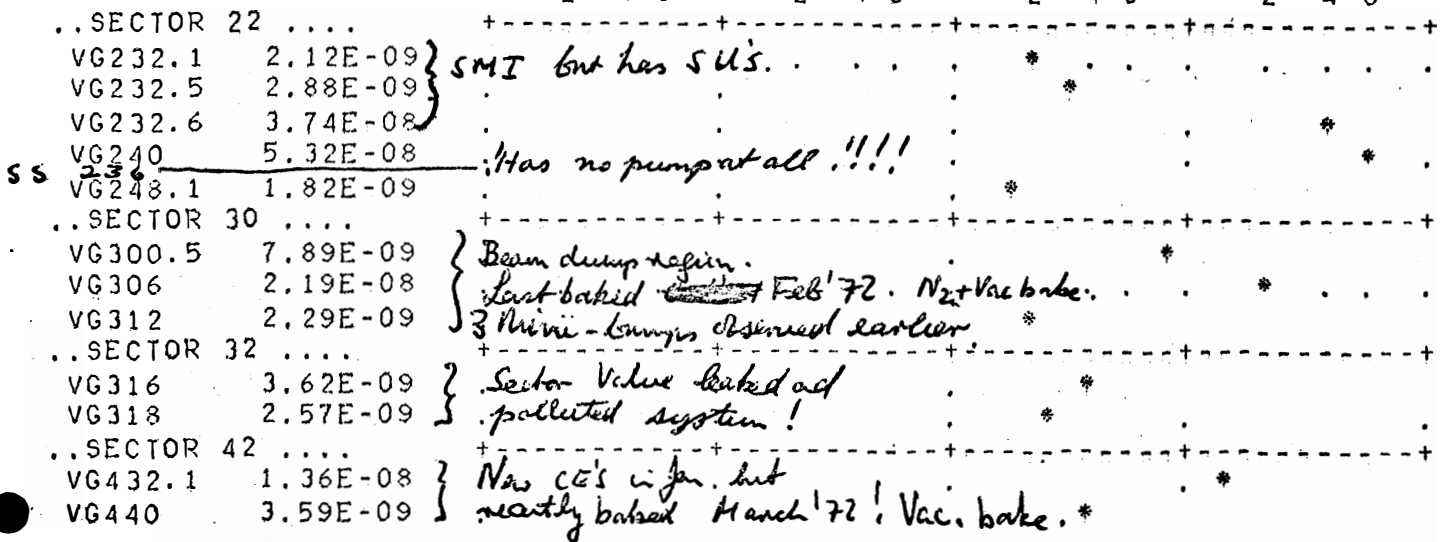 ..SECTOR 22 ....
VG232.1 2.12E-09 } SMI but has SU's.
VG232.5 2.88E-09
VG232.6 3.74E-08
VG240 5.32E-08 Has no pump at all !!!!
SS 236
VG248.1 1.82E-09
..SECTOR 30 ....
VG300.5 7.89E-09 } Beam dump region.
VG306 2.19E-08 Last baked Feb '72. N2+Vac bake.
VG312 2.29E-09 3 Mini-bumps observed earlier.
..SECTOR 32 ....
VG316 3.62E-09 } Sector Valve leaked ad
VG318 2.57E-09 polluted system!
..SECTOR 42 ....
VG432.1 1.36E-08 } New CE's in Jan. but
VG440 3.59E-09 recently baked March '72! Vac. bake.